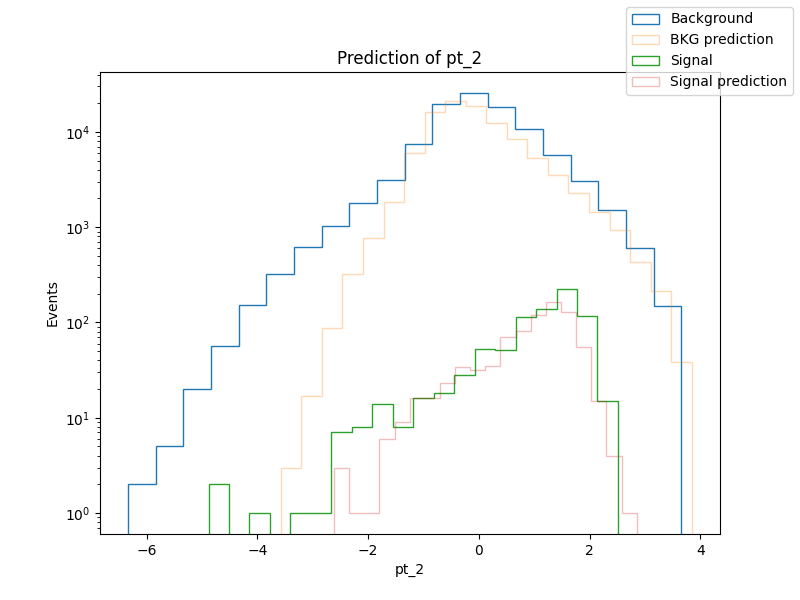 Prediction of pt_2
Background
BKG prediction
Signal
Signal prediction
Events
10⁴
10³
10²
10¹
10⁰
−6
−4
−2
0
2
4
pt_2